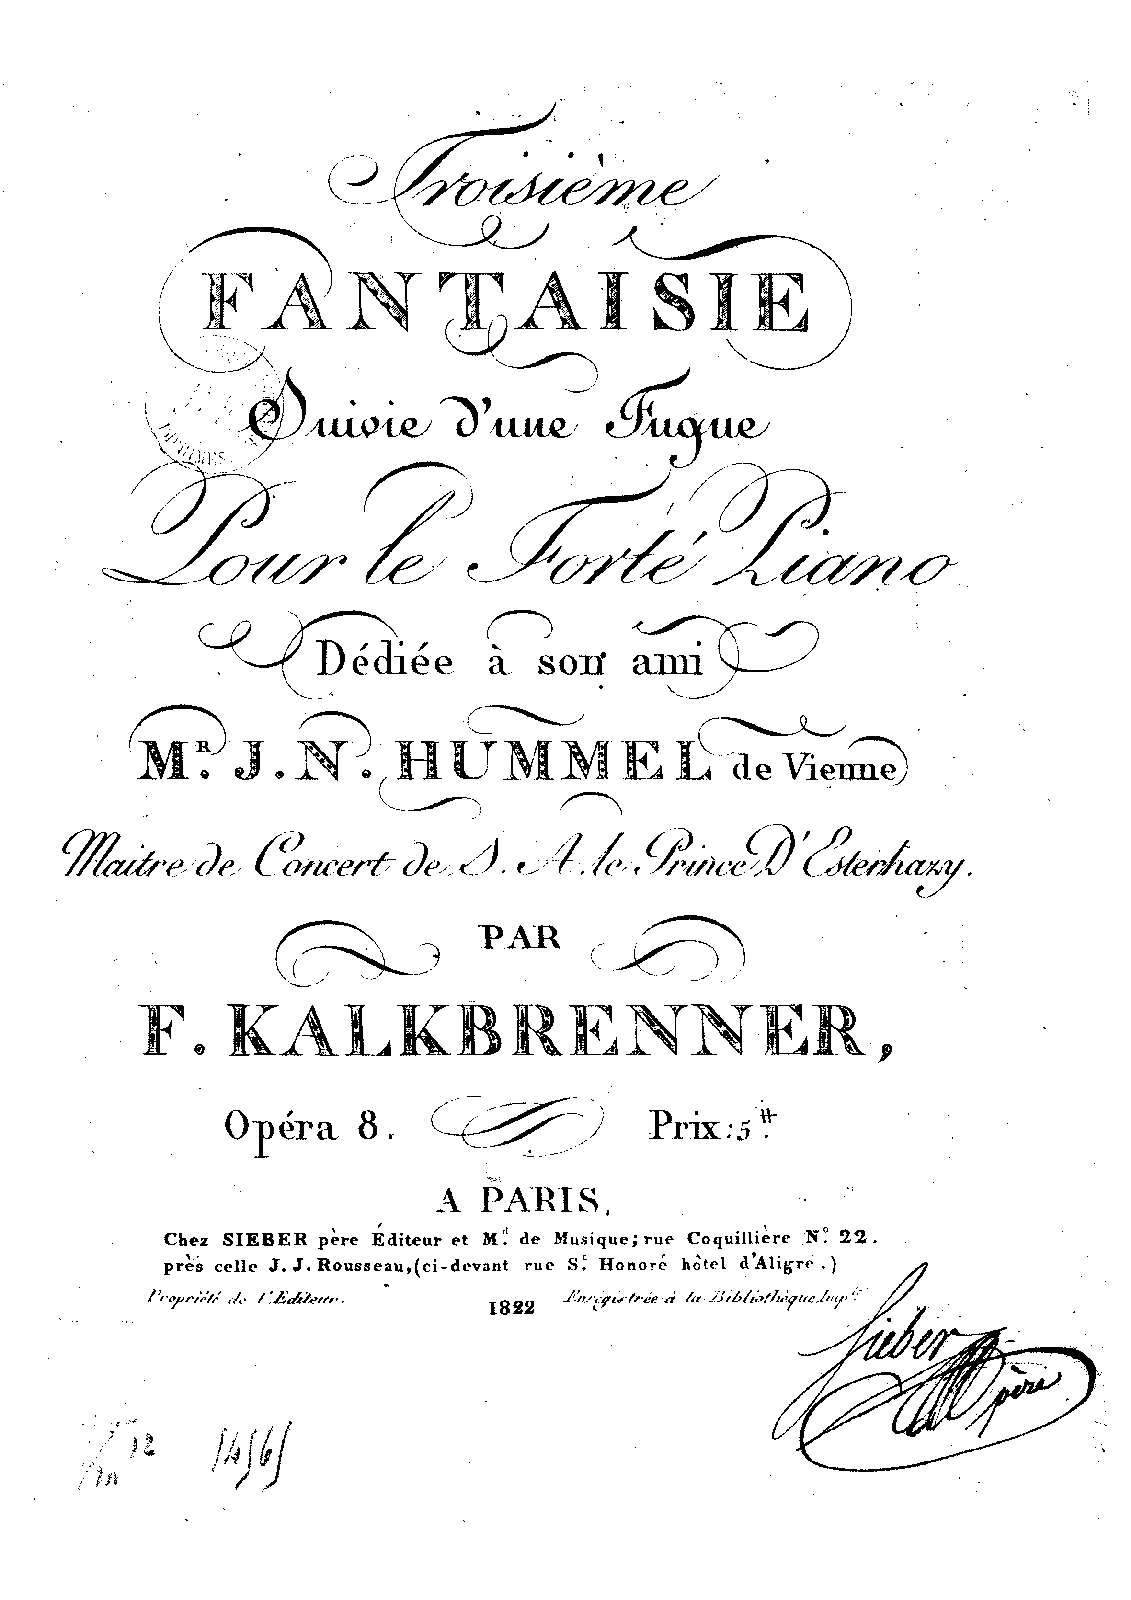 Troisième
FANTAISIE
Suivie d'une Fugue
Pour le Forté Piano
Dédiée à son ami
Mr. J. N. HUMMEL de Vienne
Maitre de Concert de S. A. le Prince D'Esterhazy.
PAR
F. KALKBRENNER,
Opéra 8. Prix: 5 ₶.
A PARIS,
Chez SIEBER père Éditeur et Md. de Musique; rue Coquillière No. 22.
près celle J. J. Rousseau, (ci-devant rue St. Honoré hôtel d'Aligre.)
Propriété de l'Editeur. 1822 Enrégistrée à la Bibliothèque Imple.
Sieber père
12